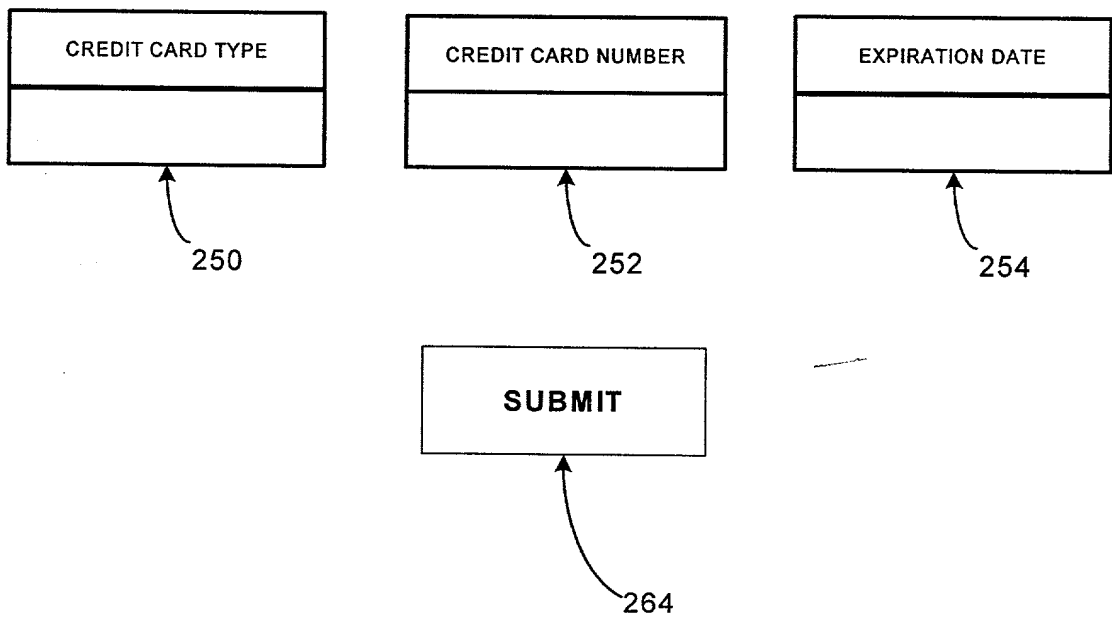 CREDIT CARD TYPE
CREDIT CARD NUMBER
EXPIRATION DATE
250
252
254
SUBMIT
264